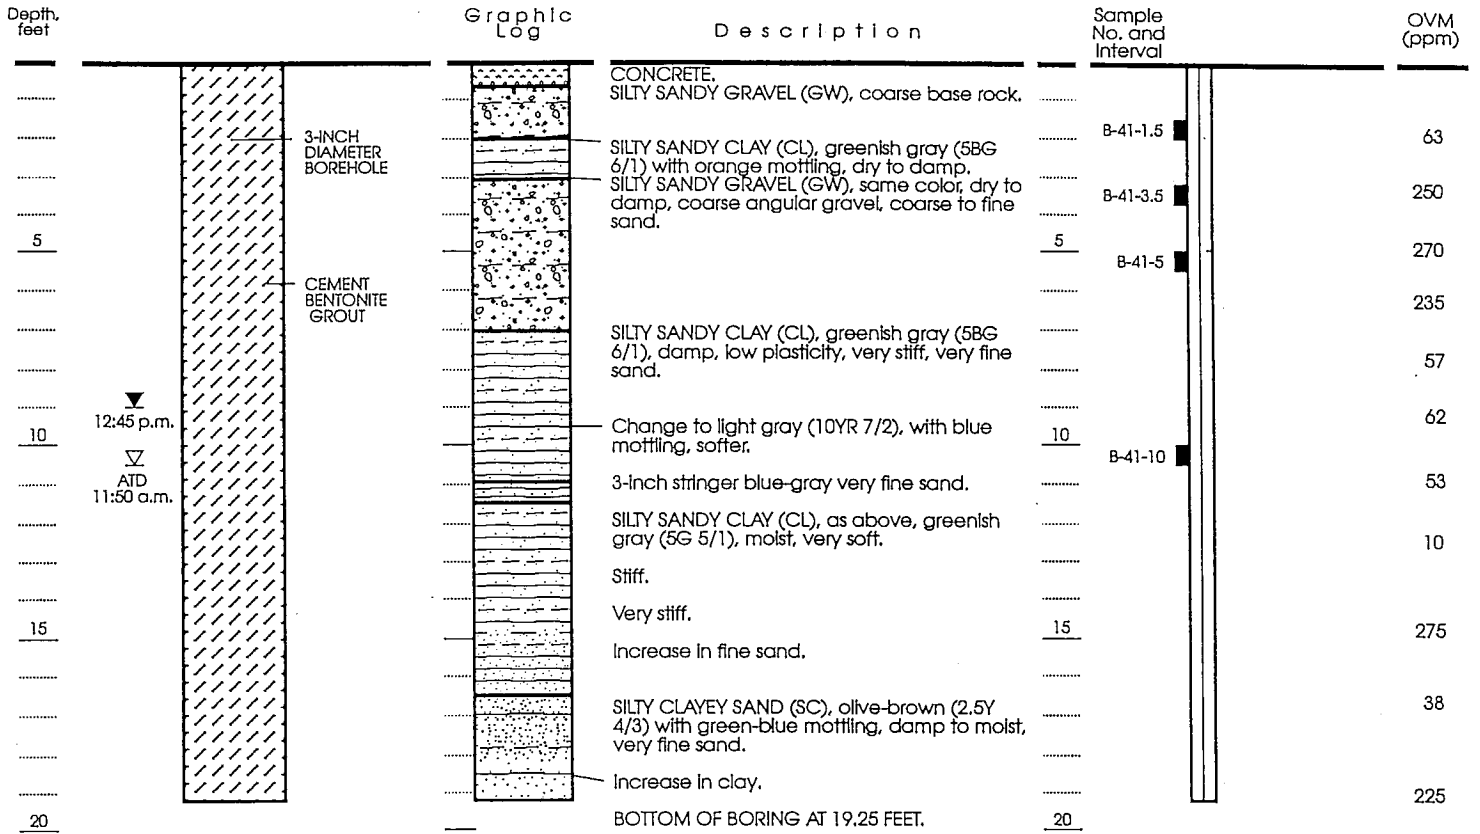 Depth, feet
Graphic Log
Description
Sample No. and Interval
OVM (ppm)
CONCRETE.
SILTY SANDY GRAVEL (GW), coarse base rock.
3-INCH
DIAMETER
BOREHOLE
SILTY SANDY CLAY (CL), greenish gray (5BG
6/1) with orange mottling, dry to damp.
SILTY SANDY GRAVEL (GW), same color, dry to
damp, coarse angular gravel, coarse to fine
sand.
B-41-1.5
63
B-41-3.5
250
5
5
B-41-5
270
CEMENT
BENTONITE
GROUT
235
SILTY SANDY CLAY (CL), greenish gray (5BG
6/1), damp, low plasticity, very stiff, very fine
sand.
57
12:45 p.m.
62
10
Change to light gray (10YR 7/2), with blue
mottling, softer.
10
B-41-10
ATD
11:50 a.m.
3-inch stringer blue-gray very fine sand.
53
SILTY SANDY CLAY (CL), as above, greenish
gray (5G 5/1), moist, very soft.
10
Stiff.
Very stiff.
15
15
275
Increase in fine sand.
SILTY CLAYEY SAND (SC), olive-brown (2.5Y
4/3) with green-blue mottling, damp to moist,
very fine sand.
38
Increase in clay.
225
20
BOTTOM OF BORING AT 19.25 FEET.
20